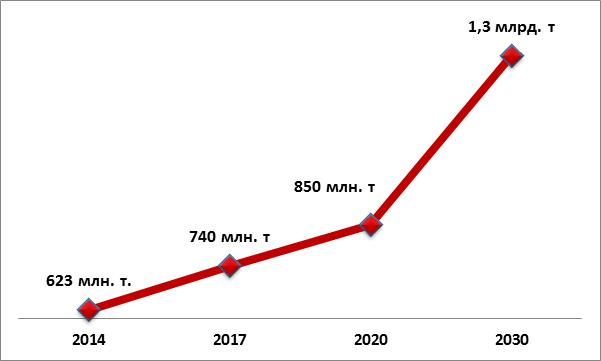 1,3 млрд. т
850 млн. т
740 млн. т
623 млн. т.
2014 2017 2020 2030